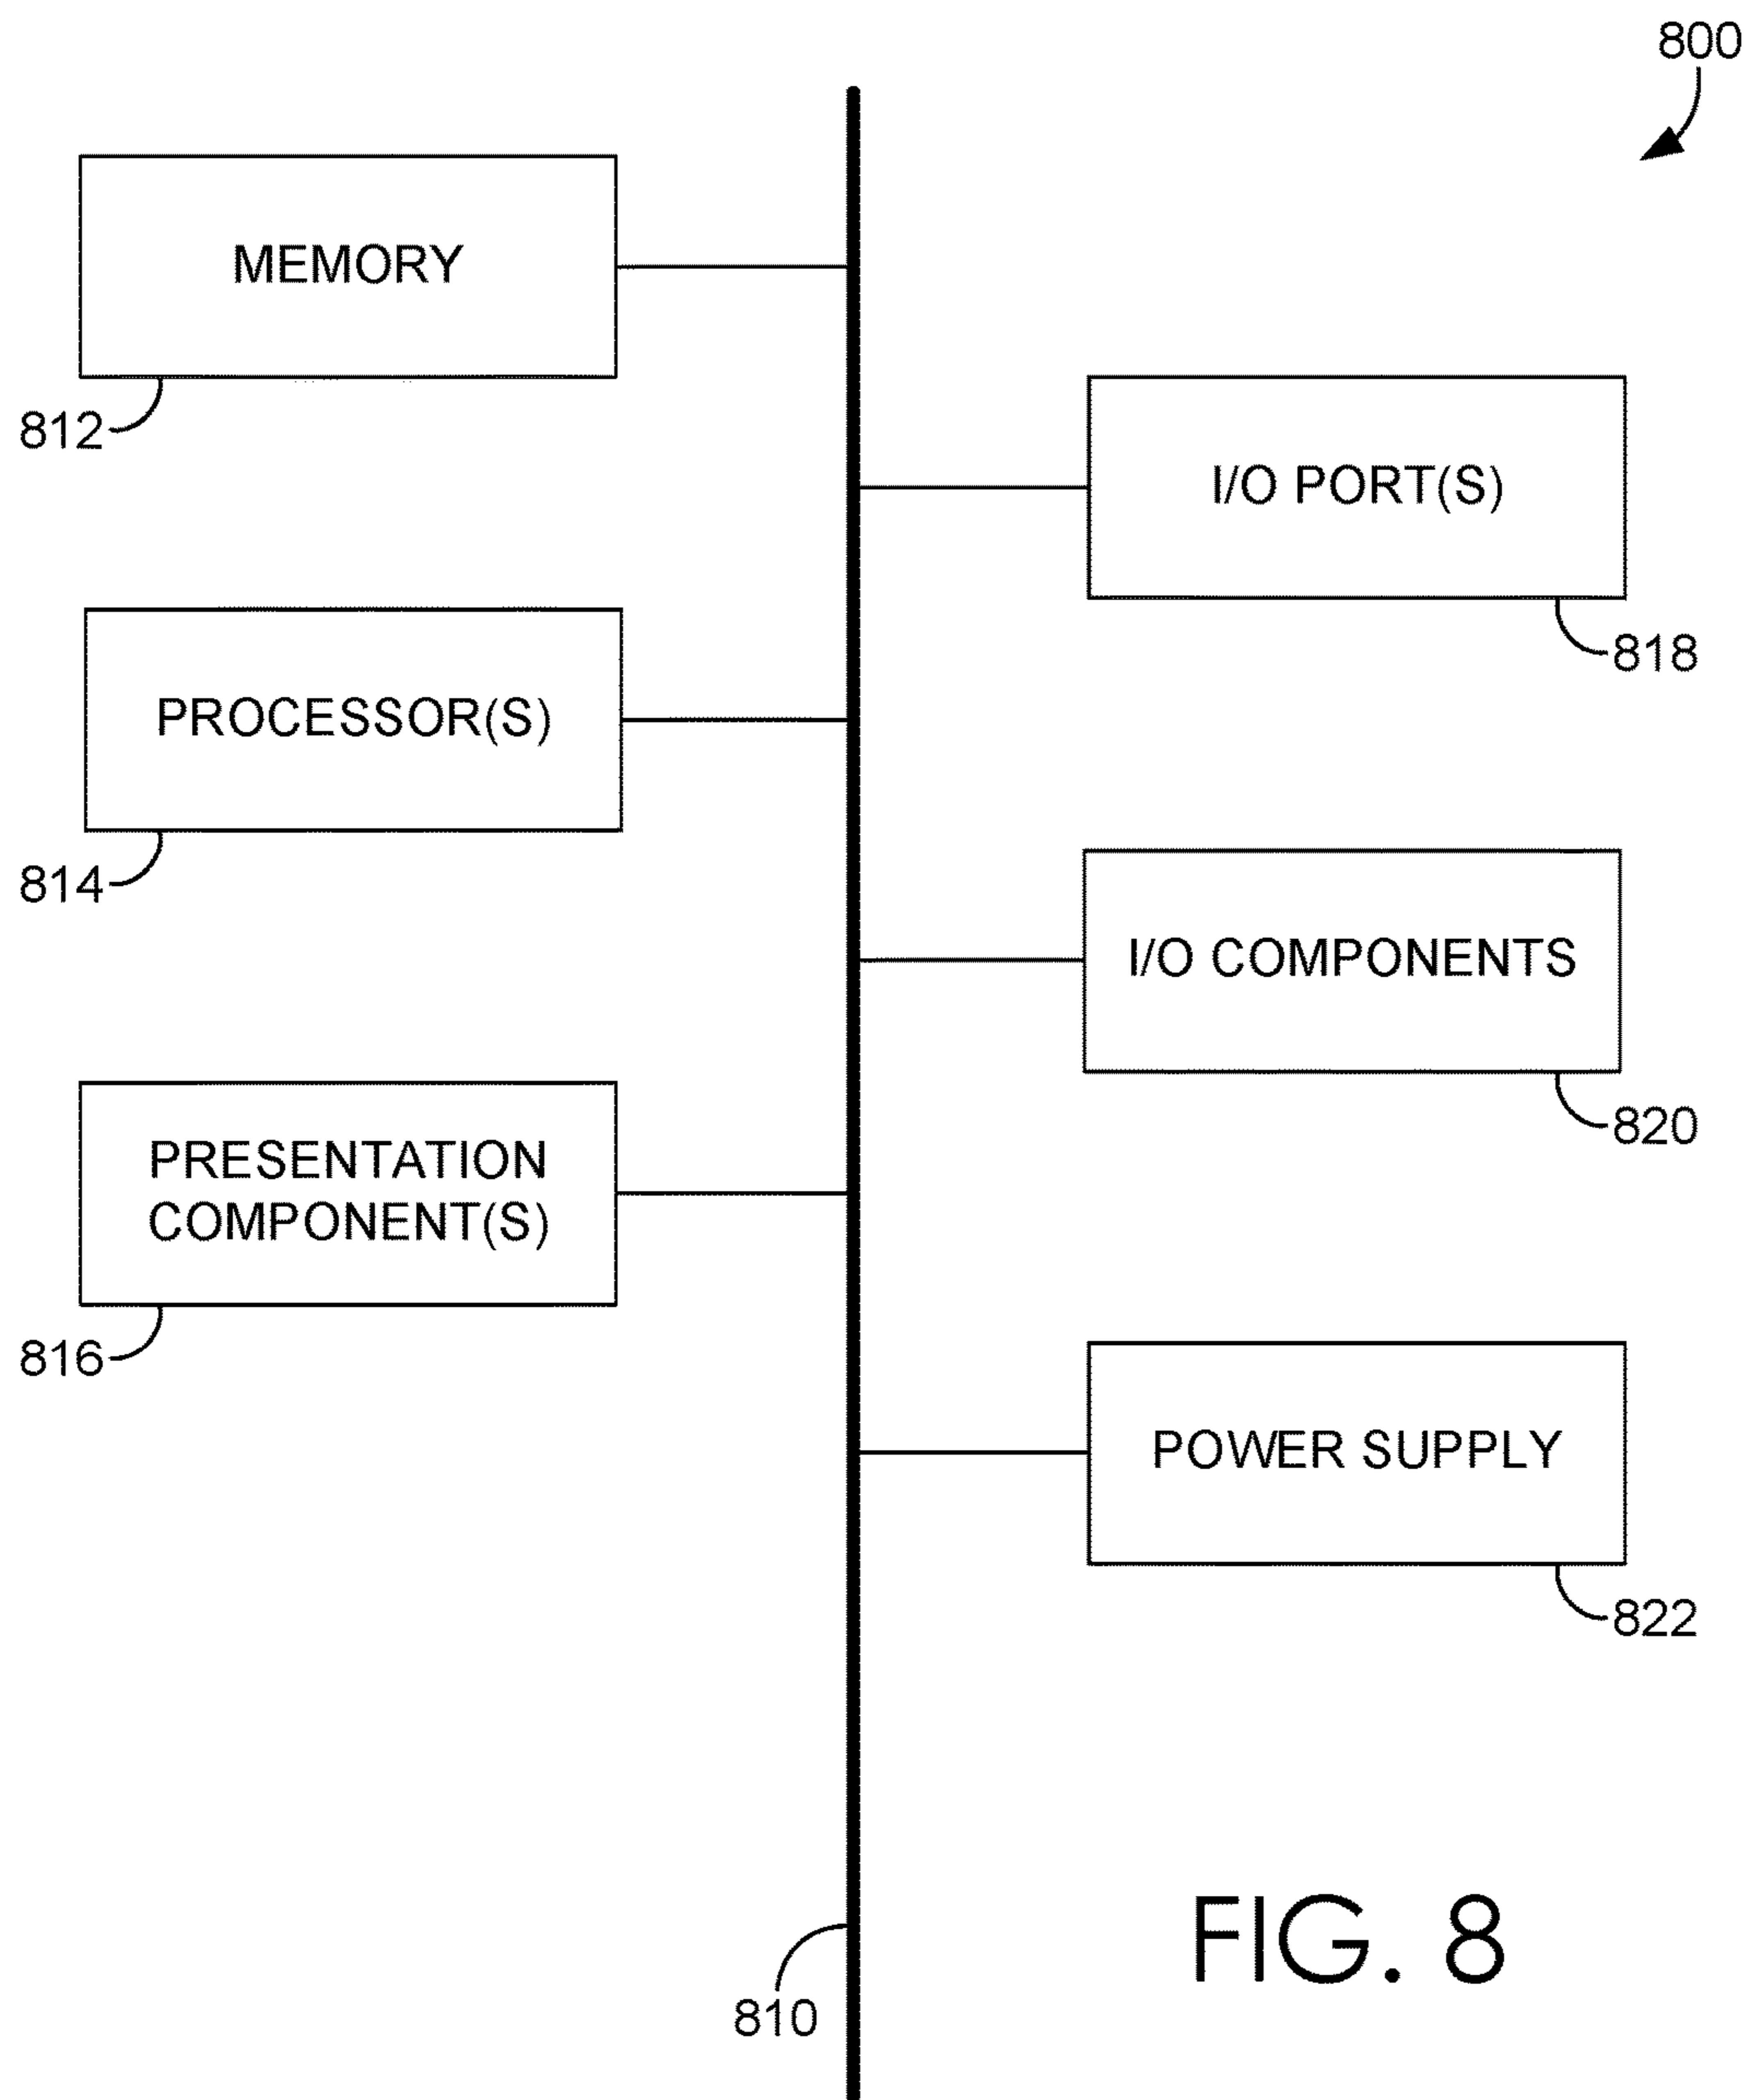 800
MEMORY
812
I/O PORT(S)
818
PROCESSOR(S)
814
I/O COMPONENTS
820
PRESENTATION
COMPONENT(S)
816
POWER SUPPLY
822
810
FIG. 8